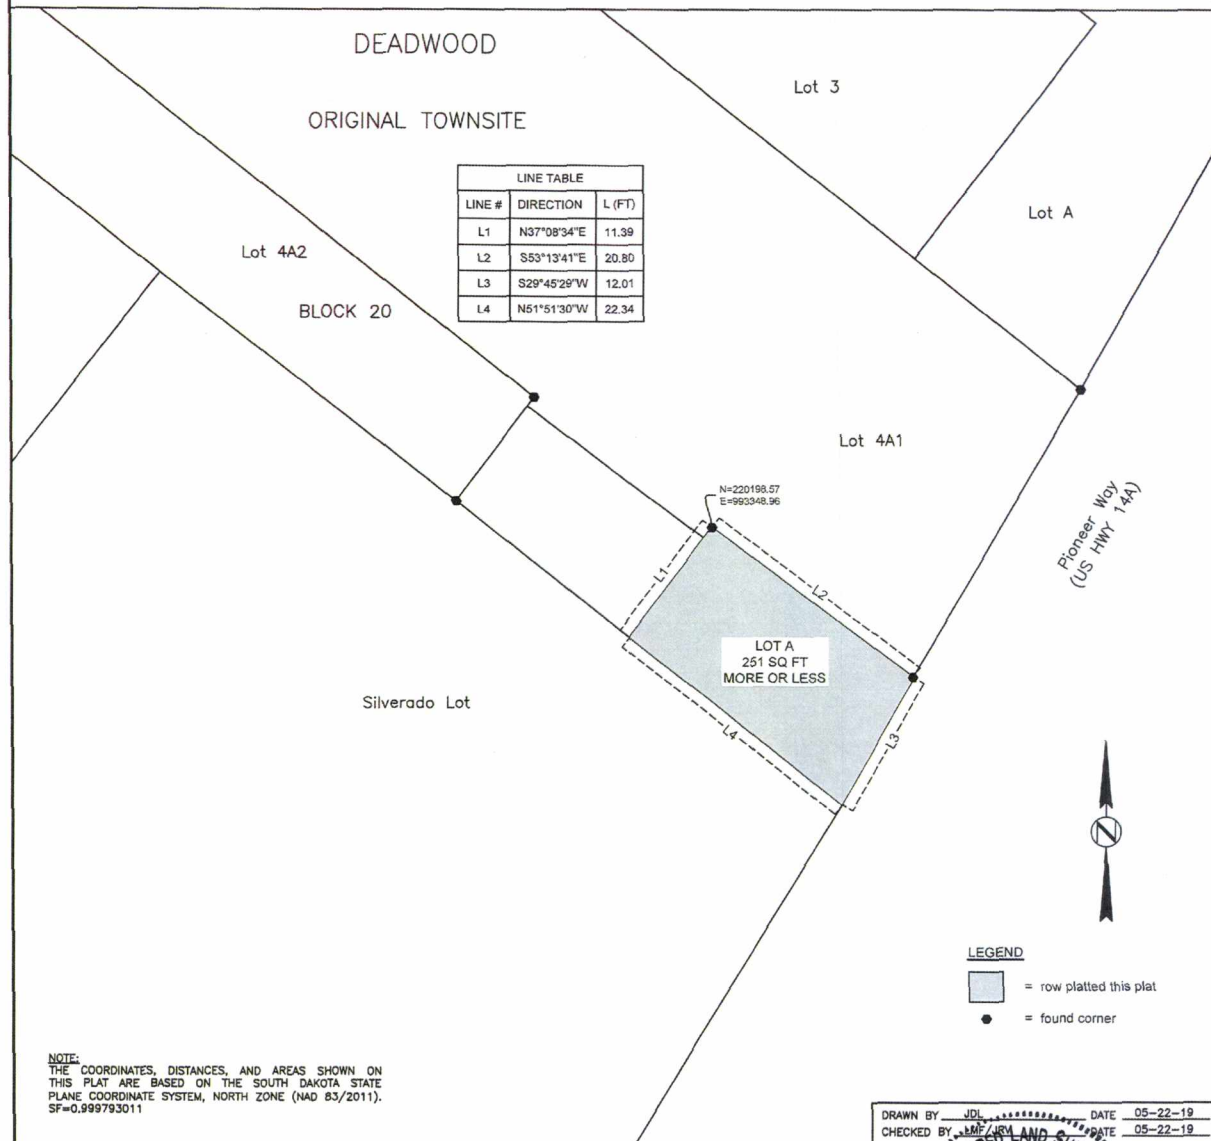 DEADWOOD
ORIGINAL TOWNSITE
Lot 3
LINE TABLE
LINE # DIRECTION L (FT)
L1 N37°08'34"E 11.39
L2 S53°13'41"E 20.80
L3 S29°45'29"W 12.01
L4 N51°51'30"W 22.34
Lot A
Lot 4A2
BLOCK 20
Lot 4A1
N=220198.57
E=993348.96
Pioneer Way
(US HWY 14A)
L1
L2
LOT A
251 SQ FT
MORE OR LESS
L3
L4
Silverado Lot
N
LEGEND
= row platted this plat
= found corner
NOTE:
THE COORDINATES, DISTANCES, AND AREAS SHOWN ON
THIS PLAT ARE BASED ON THE SOUTH DAKOTA STATE
PLANE COORDINATE SYSTEM, NORTH ZONE (NAD 83/2011).
SF=0.999793011
DRAWN BY JDL DATE 05-22-19
CHECKED BY LMF/JRM DATE 05-22-19
LAND